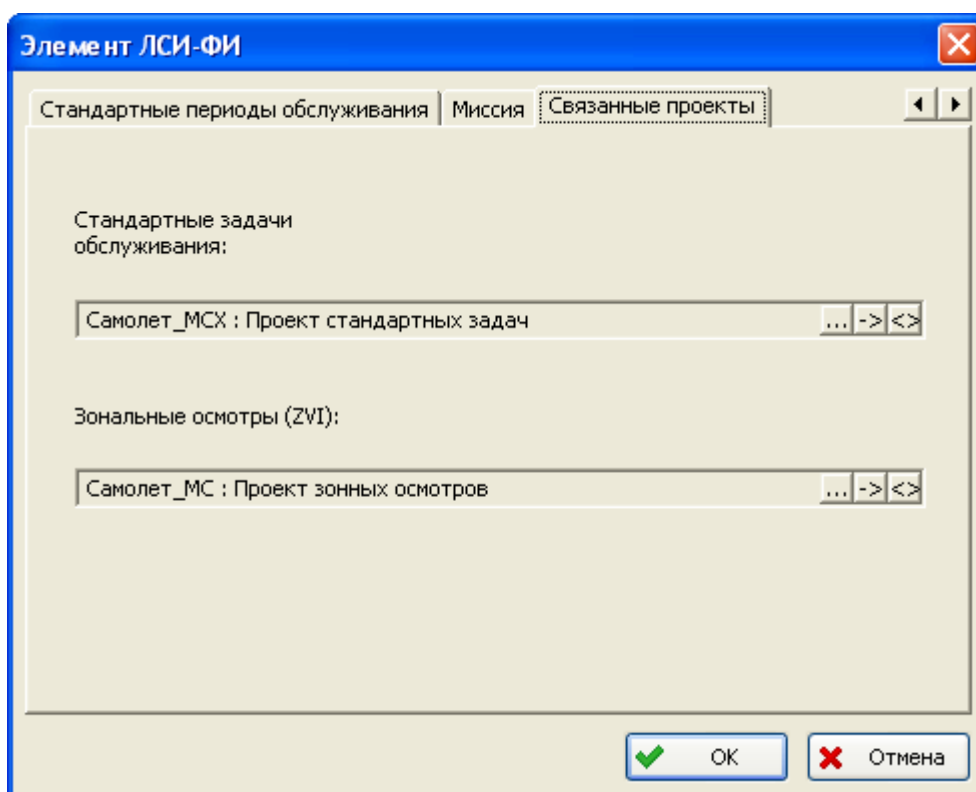 Элемент ЛСИ-ФИ
Стандартные периоды обслуживания Миссия Связанные проекты
Стандартные задачи
обслуживания:
Самолет_МСХ : Проект стандартных задач ... -> <>
Зональные осмотры (ZVI):
Самолет_МС : Проект зонных осмотров ... -> <>
ОК Отмена